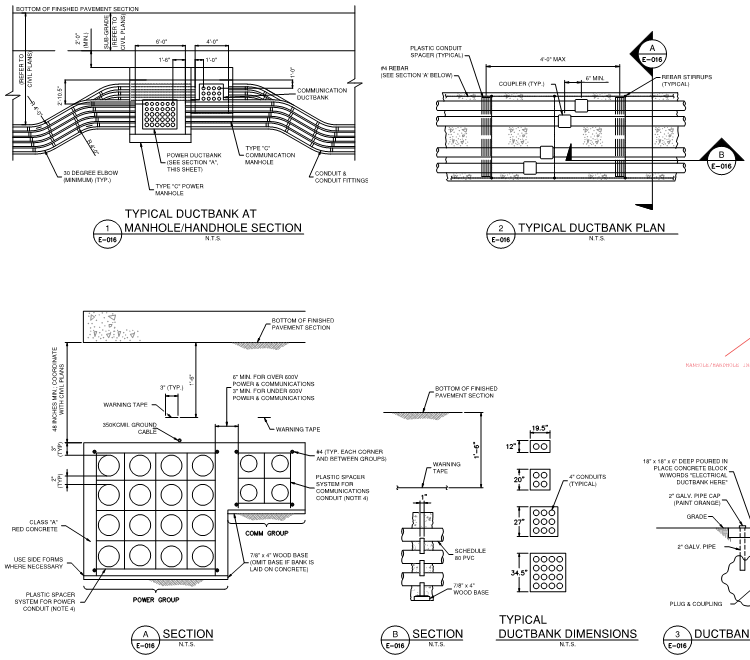 BOTTOM OF FINISHED PAVEMENT SECTION
2'-0"
(MIN.)
SUB-GRADE
(REFER TO
CIVIL PLANS)
(REFER TO
CIVIL PLANS)
6'-0"
4'-0"
1'-6"
1'-0"
1'-0"
2'-10.5"
COMMUNICATION
DUCTBANK
30 DEGREE ELBOW
(MINIMUM) (TYP.)
POWER DUCTBANK
(SEE SECTION "A",
THIS SHEET)
TYPE "C"
COMMUNICATION
MANHOLE
TYPE "C" POWER
MANHOLE
CONDUIT &
CONDUIT FITTINGS
TYPICAL DUCTBANK AT
1
MANHOLE/HANDHOLE SECTION
E-016
N.T.S.
PLASTIC CONDUIT
SPACER (TYPICAL)
#4 REBAR
(SEE SECTION 'A' BELOW)
4'-0" MAX
COUPLER (TYP.)
6" MIN.
REBAR STIRRUPS
(TYPICAL)
A
E-016
B
E-016
2
TYPICAL DUCTBANK PLAN
E-016
N.T.S.
BOTTOM OF FINISHED
PAVEMENT SECTION
48 INCHES MIN, COORDINATE
WITH CIVIL PLANS
1'-6"
3" (TYP.)
6" MIN. FOR OVER 600V
POWER & COMMUNICATIONS
3" MIN. FOR UNDER 600V
POWER & COMMUNICATIONS
WARNING TAPE
350KCMIL GROUND
CABLE
WARNING TAPE
3"
(TYP)
2"
(TYP)
#4 (TYP. EACH CORNER
AND BETWEEN GROUPS)
PLASTIC SPACER
SYSTEM FOR
COMMUNICATIONS
CONDUIT (NOTE 4)
CLASS "A"
RED CONCRETE
COMM GROUP
USE SIDE FORMS
WHERE NECESSARY
7/8" x 4" WOOD BASE
(OMIT BASE IF BANK IS
LAID ON CONCRETE)
PLASTIC SPACER
SYSTEM FOR POWER
CONDUIT (NOTE 4)
POWER GROUP
A
SECTION
E-016
N.T.S.
BOTTOM OF FINISHED
PAVEMENT SECTION
1'-6"
WARNING
TAPE
1"
SCHEDULE
80 PVC
7/8" x 4"
WOOD BASE
B
SECTION
E-016
N.T.S.
19.5"
12"
20"
4" CONDUITS
(TYPICAL)
27"
34.5"
TYPICAL
DUCTBANK DIMENSIONS
N.T.S.
18" x 18" x 6" DEEP POURED IN
PLACE CONCRETE BLOCK
W/WORDS "ELECTRICAL
DUCTBANK HERE"
2" GALV. PIPE CAP
(PAINT ORANGE)
GRADE
2" GALV. PIPE
PLUG & COUPLING
3
DUCTBAN
E-016